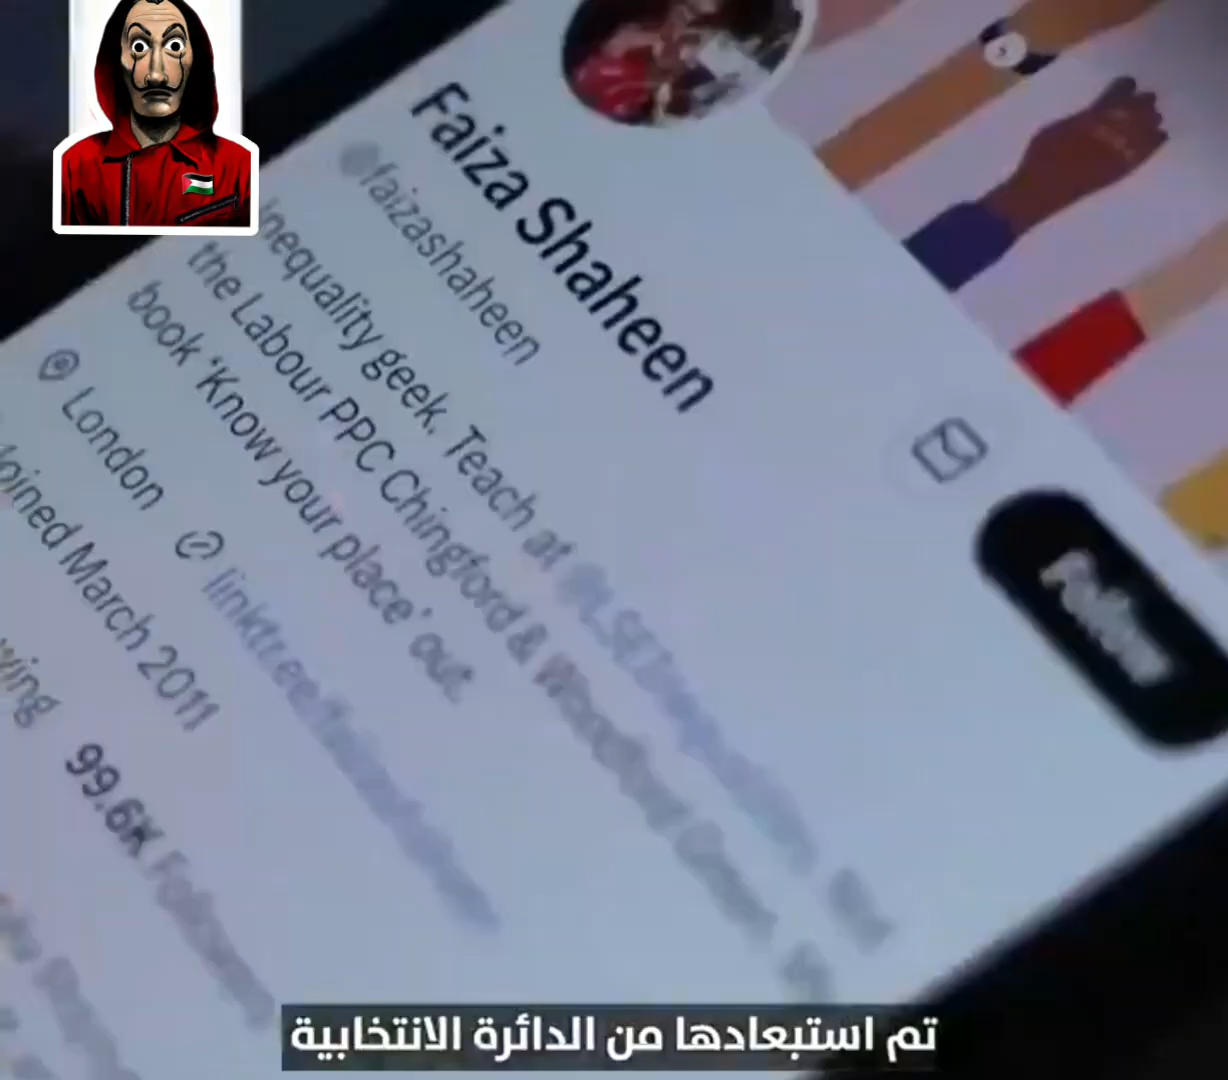 Faiza Shaheen
@faizashaheen
Inequality geek. Teach at
the Labour PPC Chingford &
book ‘Know your place’ out.
London
Joined March 2011
99.6K
Follow
تم استبعادها من الدائرة الانتخابية